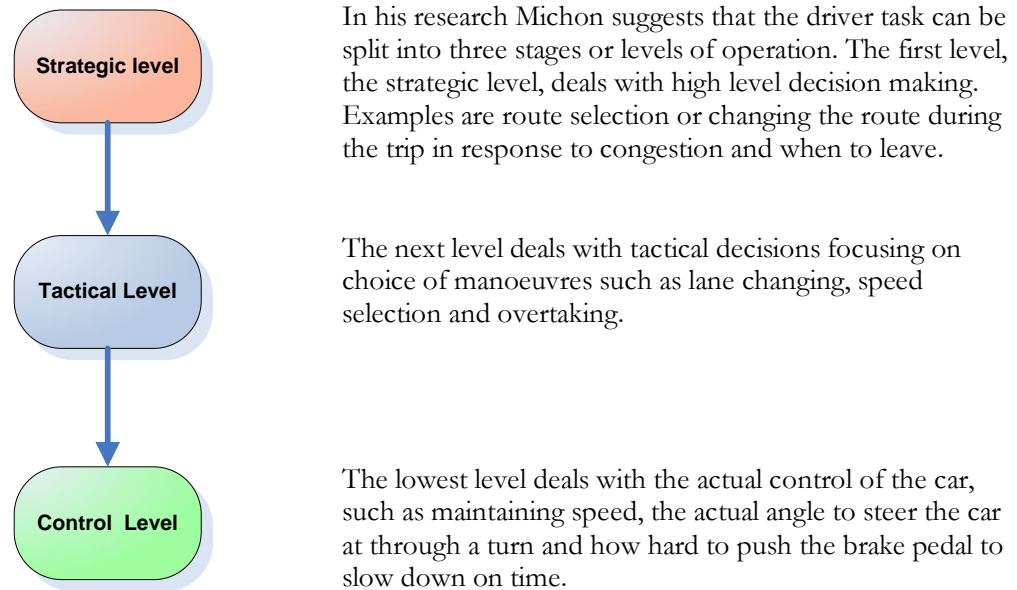 Strategic level
In his research Michon suggests that the driver task can be
split into three stages or levels of operation. The first level,
the strategic level, deals with high level decision making.
Examples are route selection or changing the route during
the trip in response to congestion and when to leave.
Tactical Level
The next level deals with tactical decisions focusing on
choice of manoeuvres such as lane changing, speed
selection and overtaking.
Control Level
The lowest level deals with the actual control of the car,
such as maintaining speed, the actual angle to steer the car
at through a turn and how hard to push the brake pedal to
slow down on time.